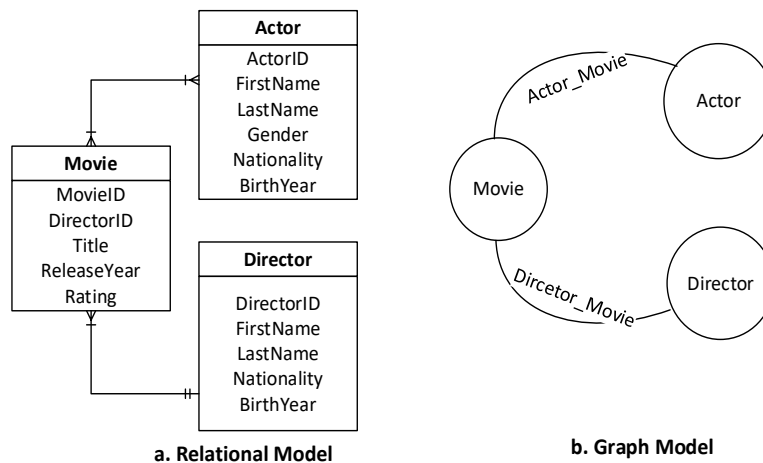 Actor
ActorID
FirstName
LastName
Gender
Nationality
BirthYear
Movie
MovieID
DirectorID
Title
ReleaseYear
Rating
Director
DirectorID
FirstName
LastName
Nationality
BirthYear
a. Relational Model
Actor_Movie
Actor
Movie
Dircetor_Movie
Director
b. Graph Model